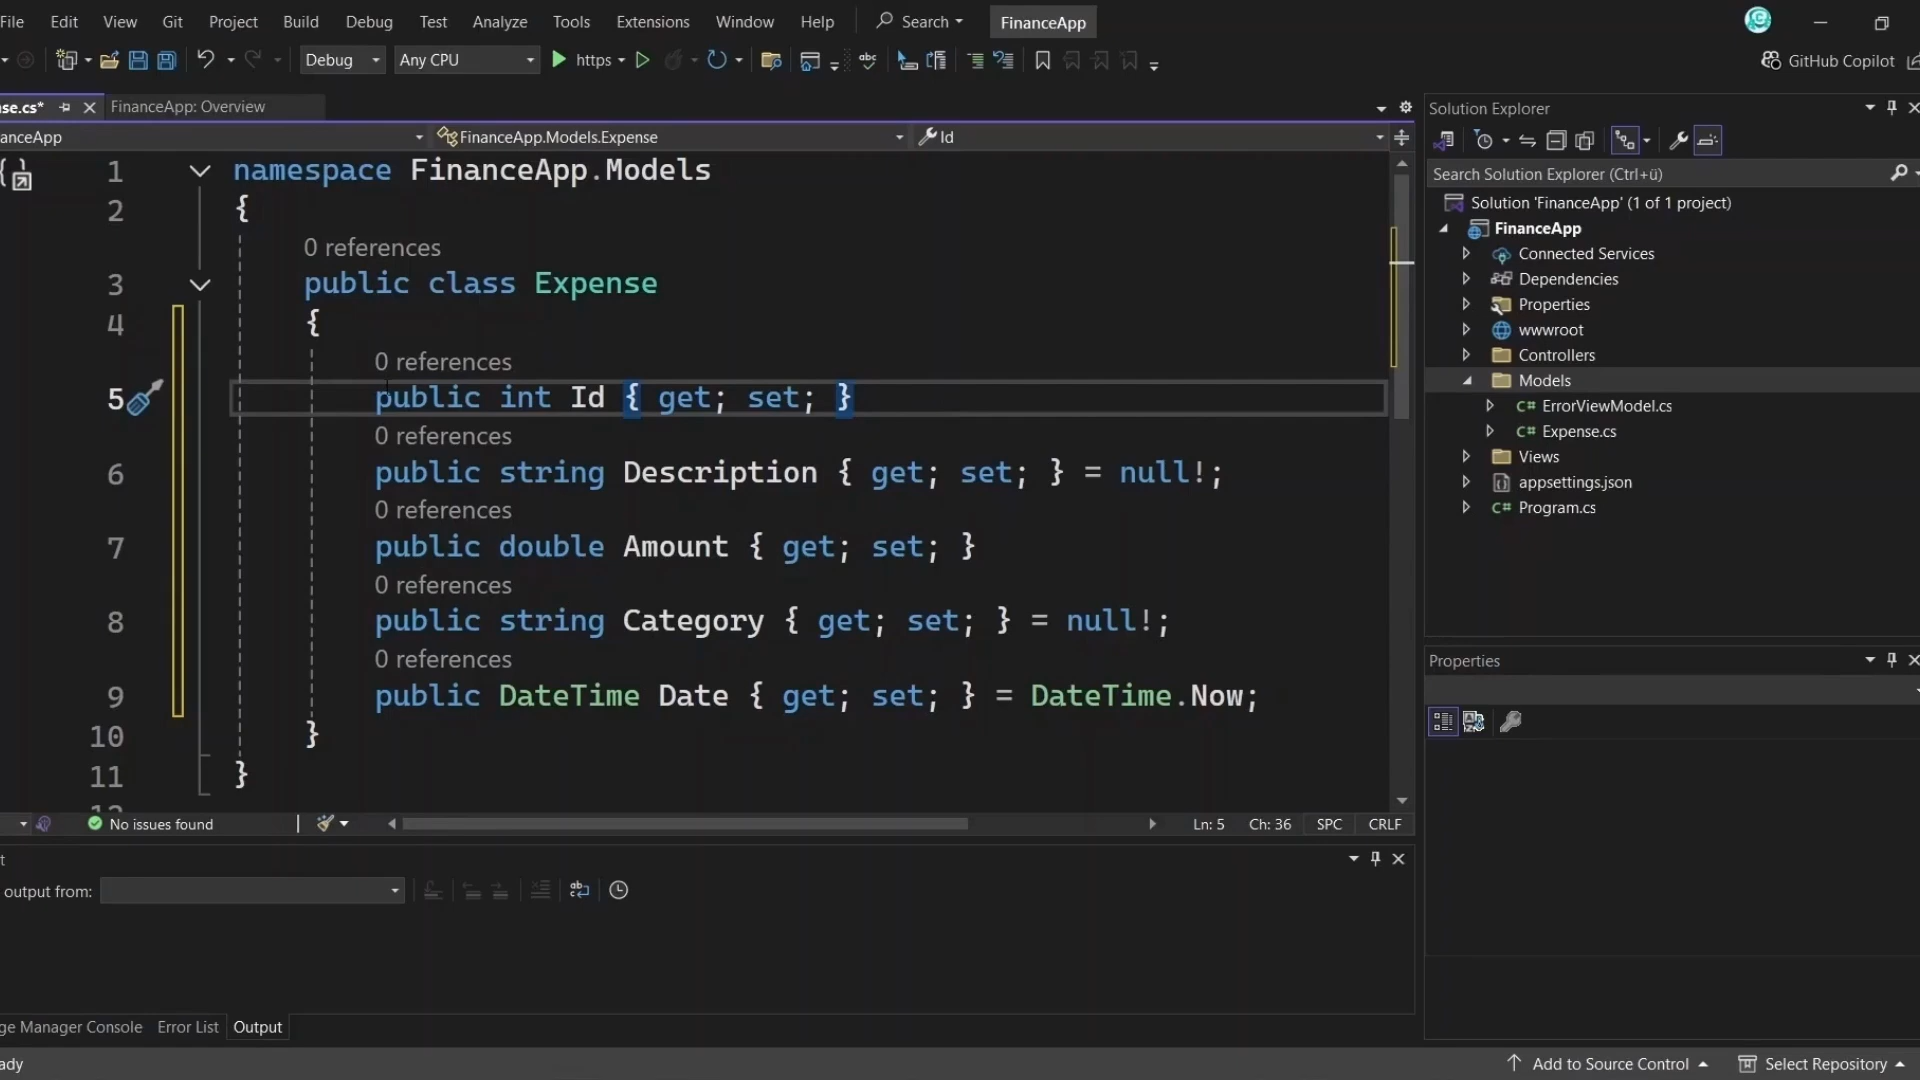 File Edit View Git Project Build Debug Test Analyze Tools Extensions Window Help Search FinanceApp
Debug Any CPU https GitHub Copilot
se.cs* FinanceApp: Overview
anceApp FinanceApp.Models.Expense Id
1 namespace FinanceApp.Models
2 {
0 references
3 public class Expense
4 {
0 references
5 public int Id { get; set; }
0 references
6 public string Description { get; set; } = null!;
0 references
7 public double Amount { get; set; }
0 references
8 public string Category { get; set; } = null!;
0 references
9 public DateTime Date { get; set; } = DateTime.Now;
10 }
11 }
12
No issues found Ln: 5 Ch: 36 SPC CRLF
t
output from:
ge Manager Console Error List Output
ady Add to Source Control Select Repository
Solution Explorer
Search Solution Explorer (Ctrl+ü)
Solution 'FinanceApp' (1 of 1 project)
FinanceApp
Connected Services
Dependencies
Properties
wwwroot
Controllers
Models
C# ErrorViewModel.cs
C# Expense.cs
Views
appsettings.json
C# Program.cs
Properties